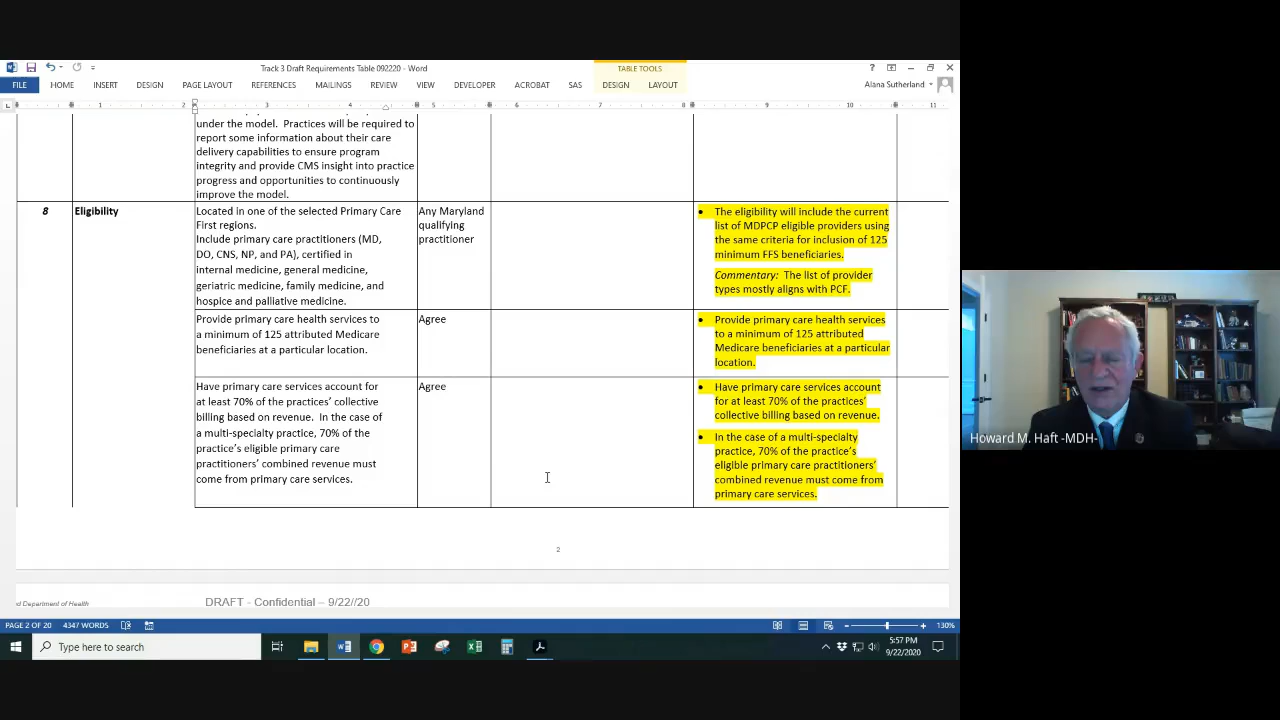 Track 3 Draft Requirements Table 092220 - Word
TABLE TOOLS
FILE HOME INSERT DESIGN PAGE LAYOUT REFERENCES MAILINGS REVIEW VIEW DEVELOPER ACROBAT SAS DESIGN LAYOUT Alana Sutherland
2 3 4 5 6 7 8 9 10 11
under the model. Practices will be required to
report some information about their care
delivery capabilities to ensure program
integrity and provide CMS insight into practice
progress and opportunities to continuously
improve the model.
8
Eligibility
Located in one of the selected Primary Care
First regions.
Include primary care practitioners (MD,
DO, CNS, NP, and PA), certified in
internal medicine, general medicine,
geriatric medicine, family medicine, and
hospice and palliative medicine.
Any Maryland
qualifying
practitioner
• The eligibility will include the current
list of MDPCP eligible providers using
the same criteria for inclusion of 125
minimum FFS beneficiaries.
Commentary: The list of provider
types mostly aligns with PCF.
Provide primary care health services to
a minimum of 125 attributed Medicare
beneficiaries at a particular location.
Agree
• Provide primary care health services
to a minimum of 125 attributed
Medicare beneficiaries at a particular
location.
Have primary care services account for
at least 70% of the practices’ collective
billing based on revenue. In the case of
a multi-specialty practice, 70% of the
practice’s eligible primary care
practitioners’ combined revenue must
come from primary care services.
Agree
• Have primary care services account
for at least 70% of the practices’
collective billing based on revenue.
• In the case of a multi-specialty
practice, 70% of the practice’s
eligible primary care practitioners’
combined revenue must come from
primary care services.
2
d Department of Health
DRAFT - Confidential – 9/22//20
PAGE 2 OF 20 4347 WORDS 130%
Type here to search
5:57 PM
9/22/2020
Howard M. Haft -MDH-